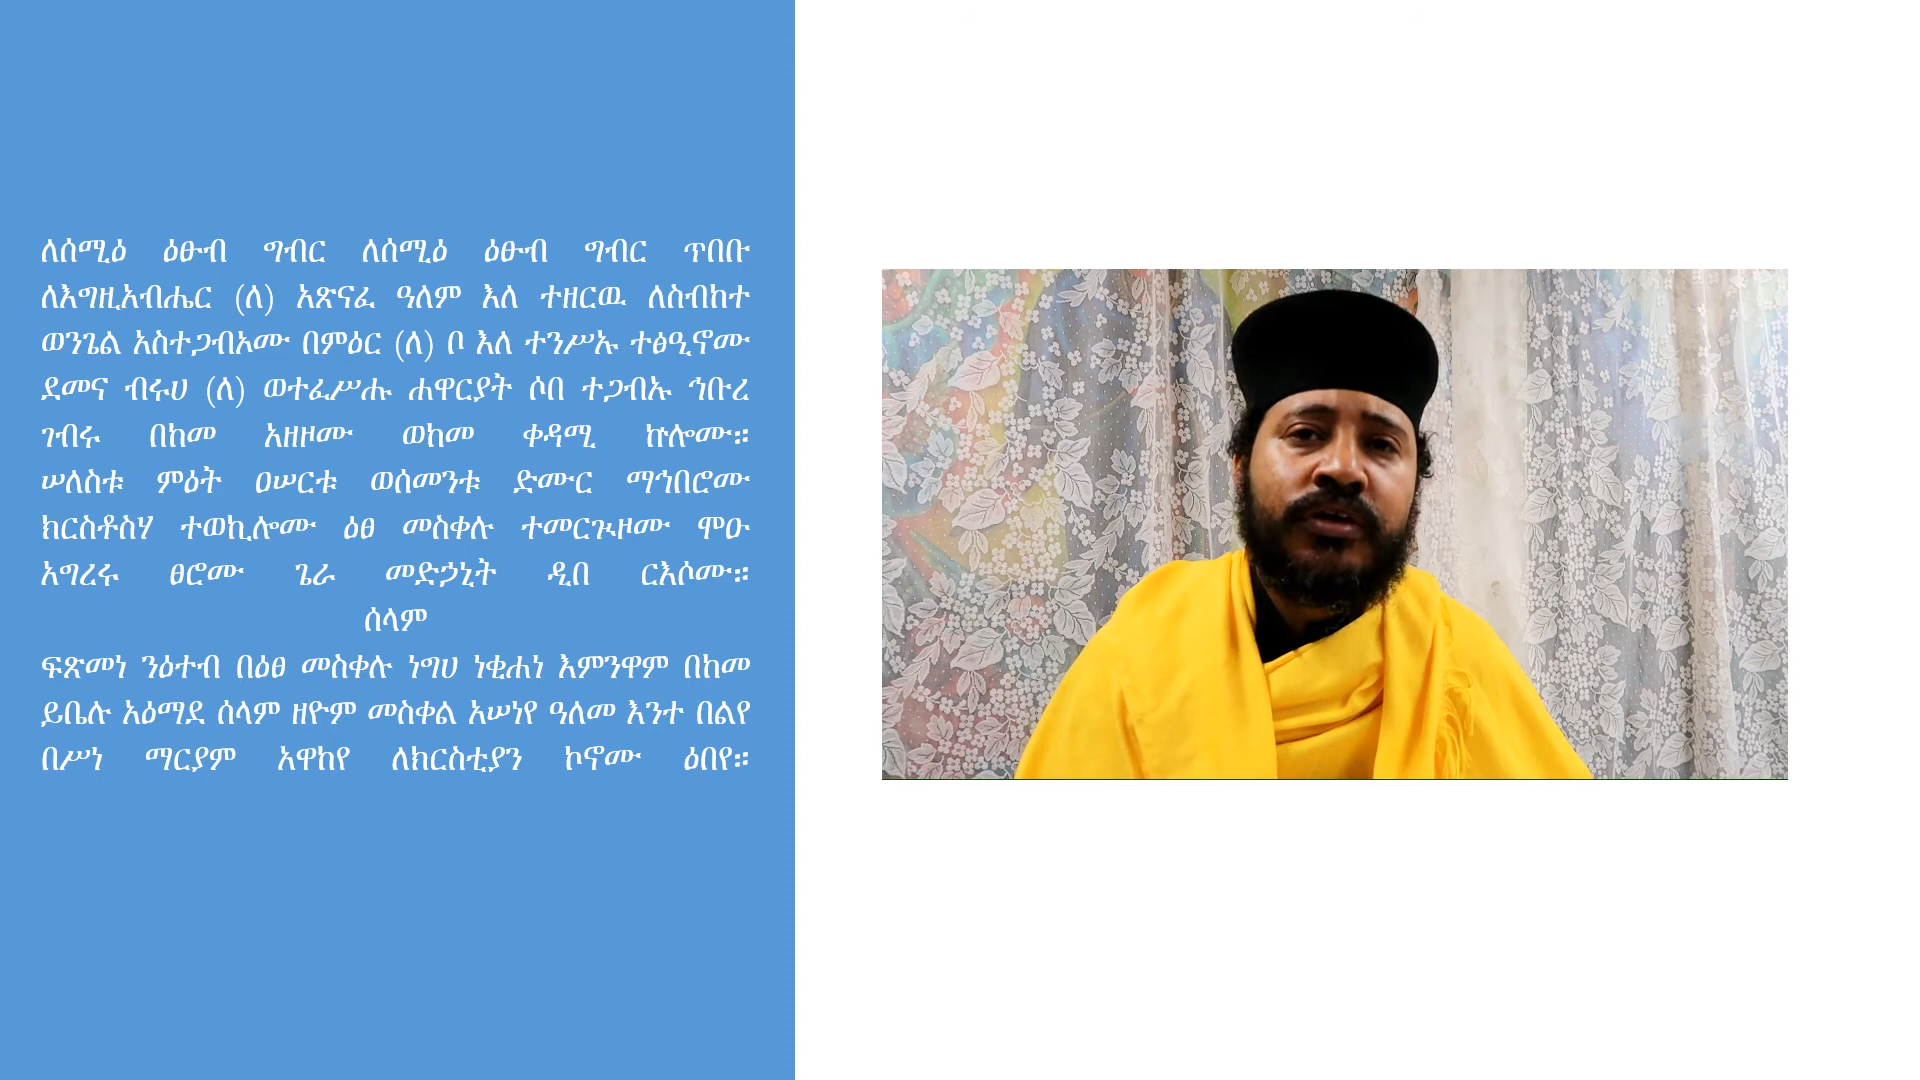 ለሰሚዕ ዕፁብ ግብር ለሰሚዕ ዕፁብ ግብር ጥበቡ
ለእግዚአብሔር (ለ) አጽናፈ ዓለም እለ ተዘርዉ ለስብከተ
ወንጌል አስተጋብአሙ በምዕር (ለ) ቦ እለ ተንሥኡ ተፅዒኖሙ
ደመና ብሩሀ (ለ) ወተፈሥሑ ሐዋርያት ሶበ ተጋብኡ ኅቡረ
ገብሩ በከመ አዘዞሙ ወከመ ቀዳሚ ኵሎሙ።
ሠለስቱ ምዕት ዐሠርቱ ወሰመንቱ ድሙር ማኅበሮሙ
ክርስቶስሃ ተወኪሎሙ ዕፀ መስቀሉ ተመርጒዞሙ ሞዑ
አግረሩ ፀሮሙ ጌራ መድኃኒት ዲበ ርእሶሙ።
ሰላም
ፍጽመነ ንዕተብ በዕፀ መስቀሉ ነግሀ ነቂሐነ እምንዋም በከመ
ይቤሉ አዕማደ ሰላም ዘዮም መስቀል አሠነየ ዓለመ እንተ በልየ
በሥነ ማርያም አዋከየ ለክርስቲያን ኮኖሙ ዕበየ።